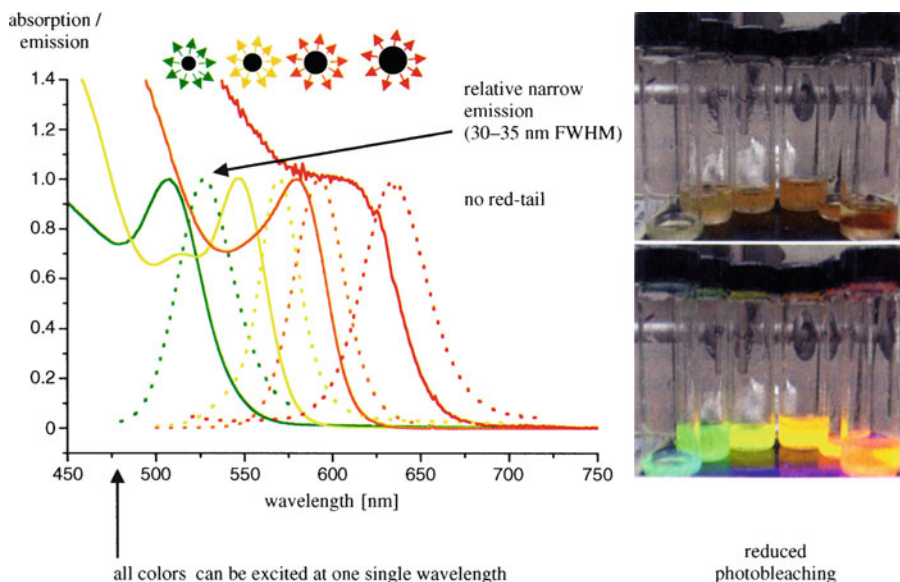 absorption /
emission
1.4
1.2
1.0
0.8
0.6
0.4
0.2
0
relative narrow
emission
(30–35 nm FWHM)
no red-tail
450 500 550 600 650 700 750
wavelength [nm]
all colors can be excited at one single wavelength
reduced
photobleaching